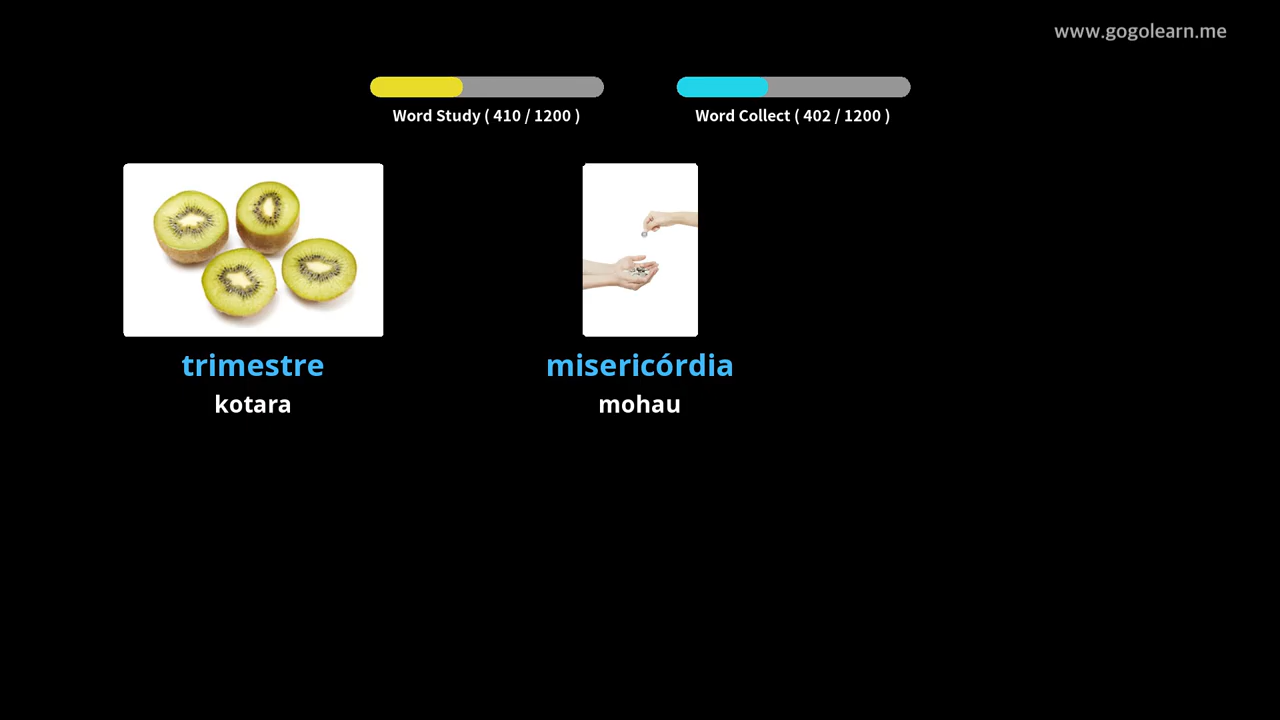 www.gogolearn.me
Word Study ( 410 / 1200 )
Word Collect ( 402 / 1200 )
trimestre
kotara
misericórdia
mohau